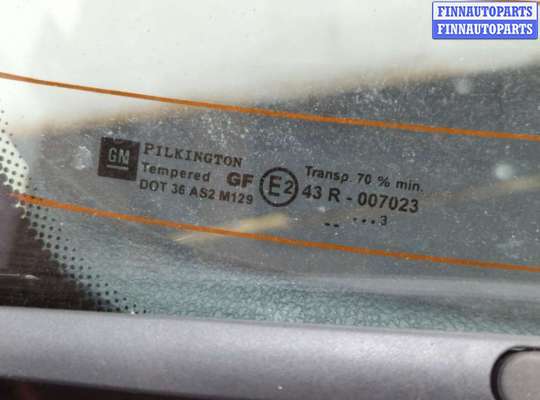 FINNAUTOPARTS
FINNAUTOPARTS
GM PILKINGTON
Tempered GF
DOT 36 AS2 M129
E2
Transp 70 % min.
43 R - 007023
-- ...3